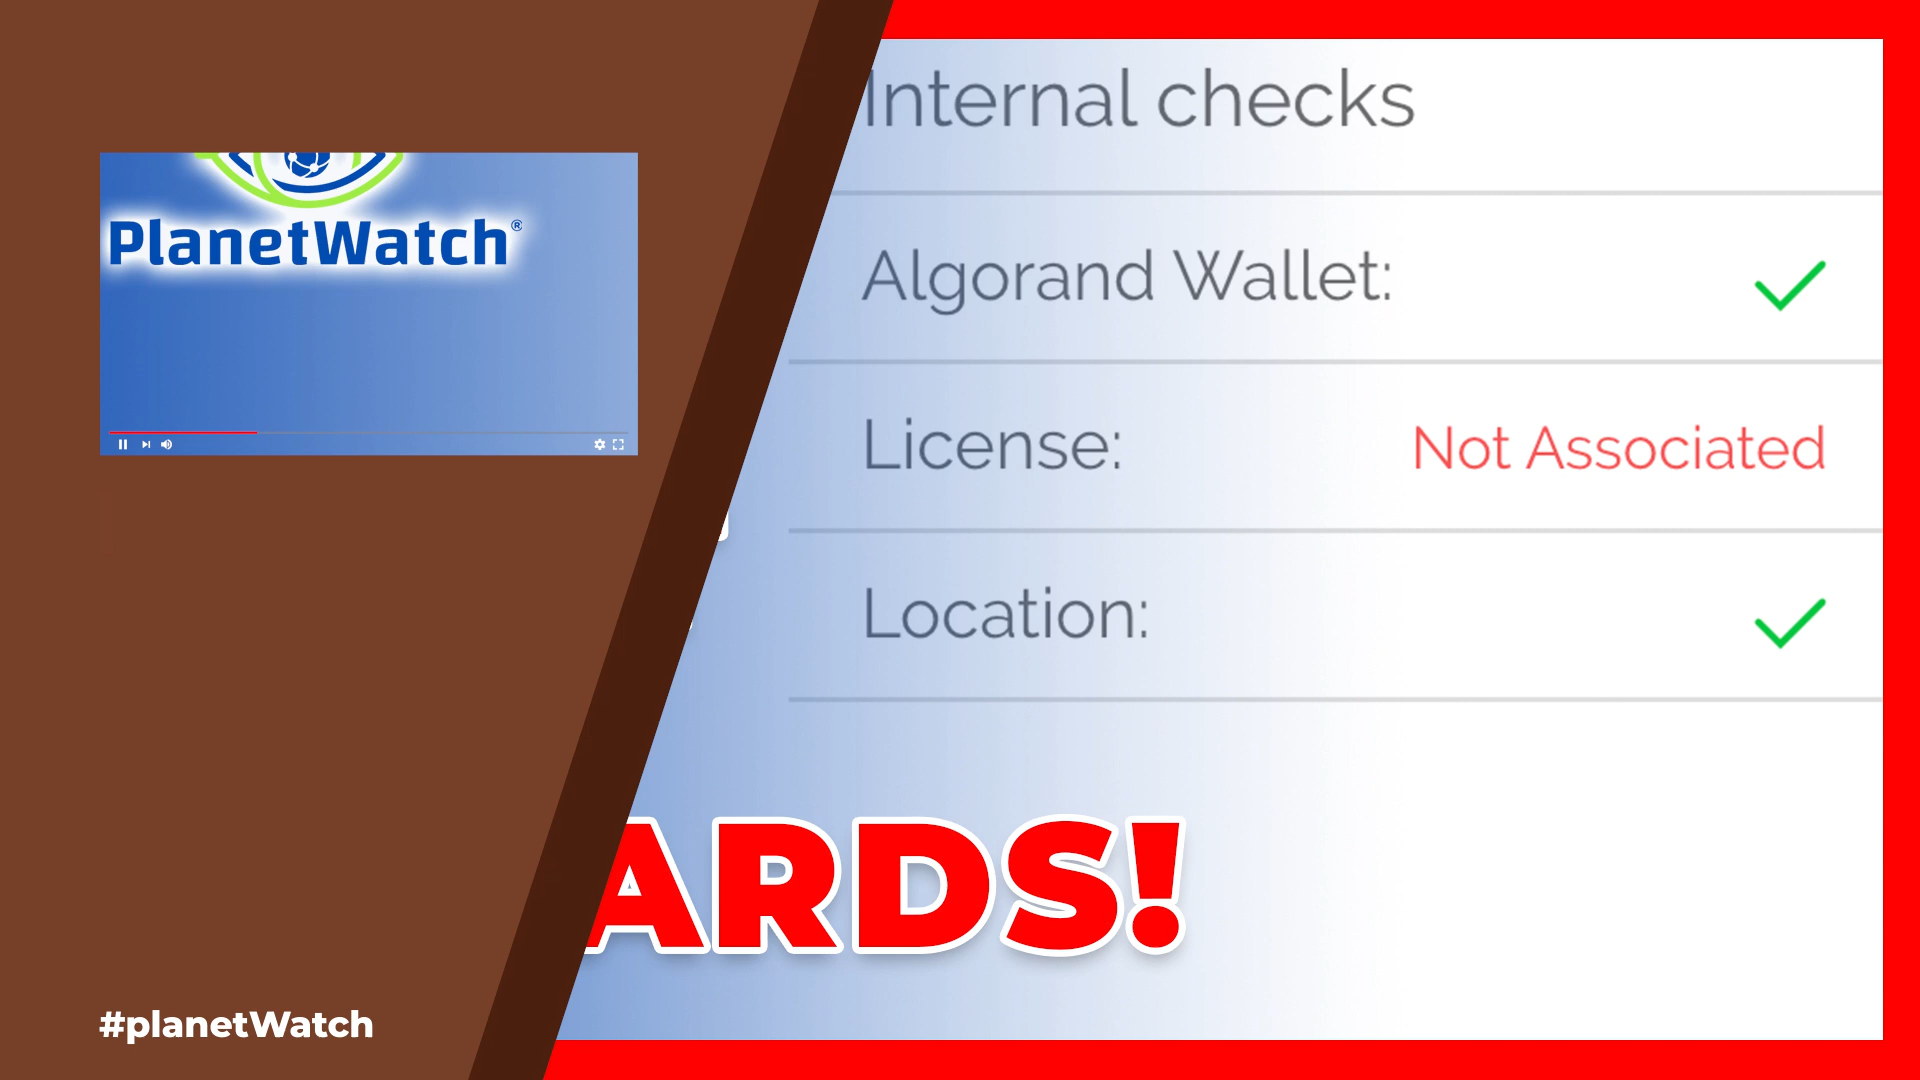 PlanetWatch®
Internal checks
Algorand Wallet:
License: Not Associated
Location:
ARDS!
#planetWatch